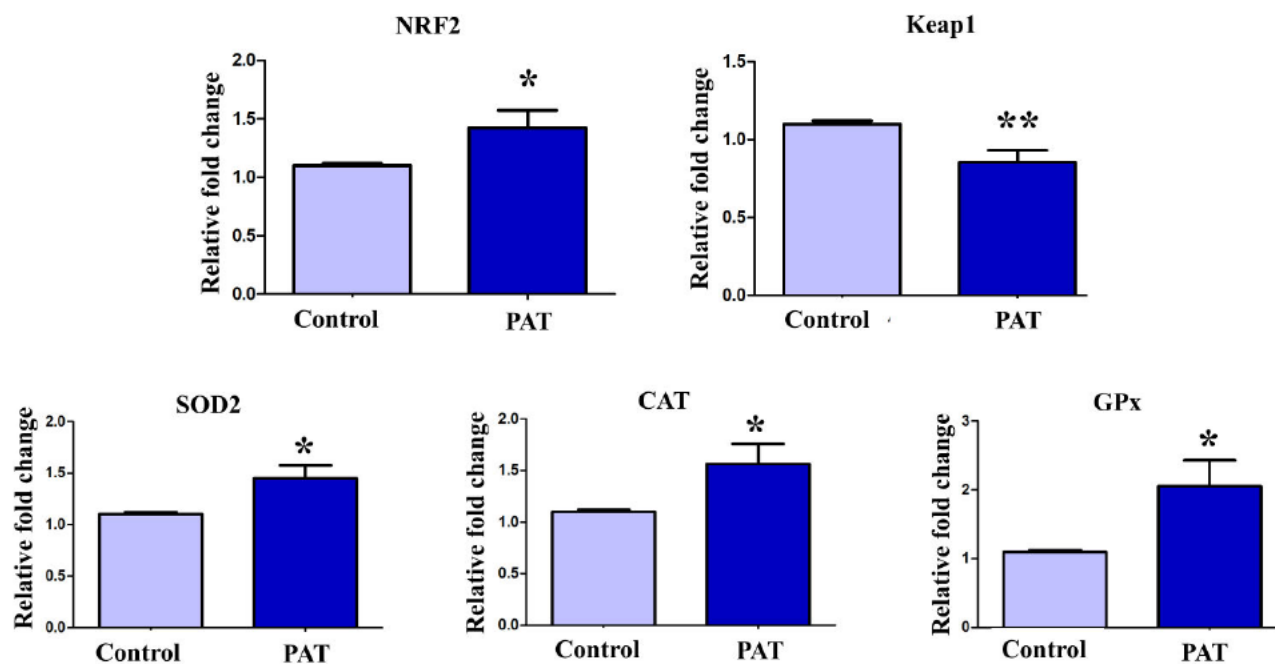 NRF2
Relative fold change
2.0
1.5
1.0
0.5
0.0
*
Control
PAT
Keap1
Relative fold change
1.5
1.0
0.5
0.0
**
Control
PAT
SOD2
Relative fold change
2.0
1.5
1.0
0.5
0.0
*
Control
PAT
CAT
Relative fold change
2.0
1.5
1.0
0.5
0.0
*
Control
PAT
GPx
Relative fold change
3
2
1
0
*
Control
PAT